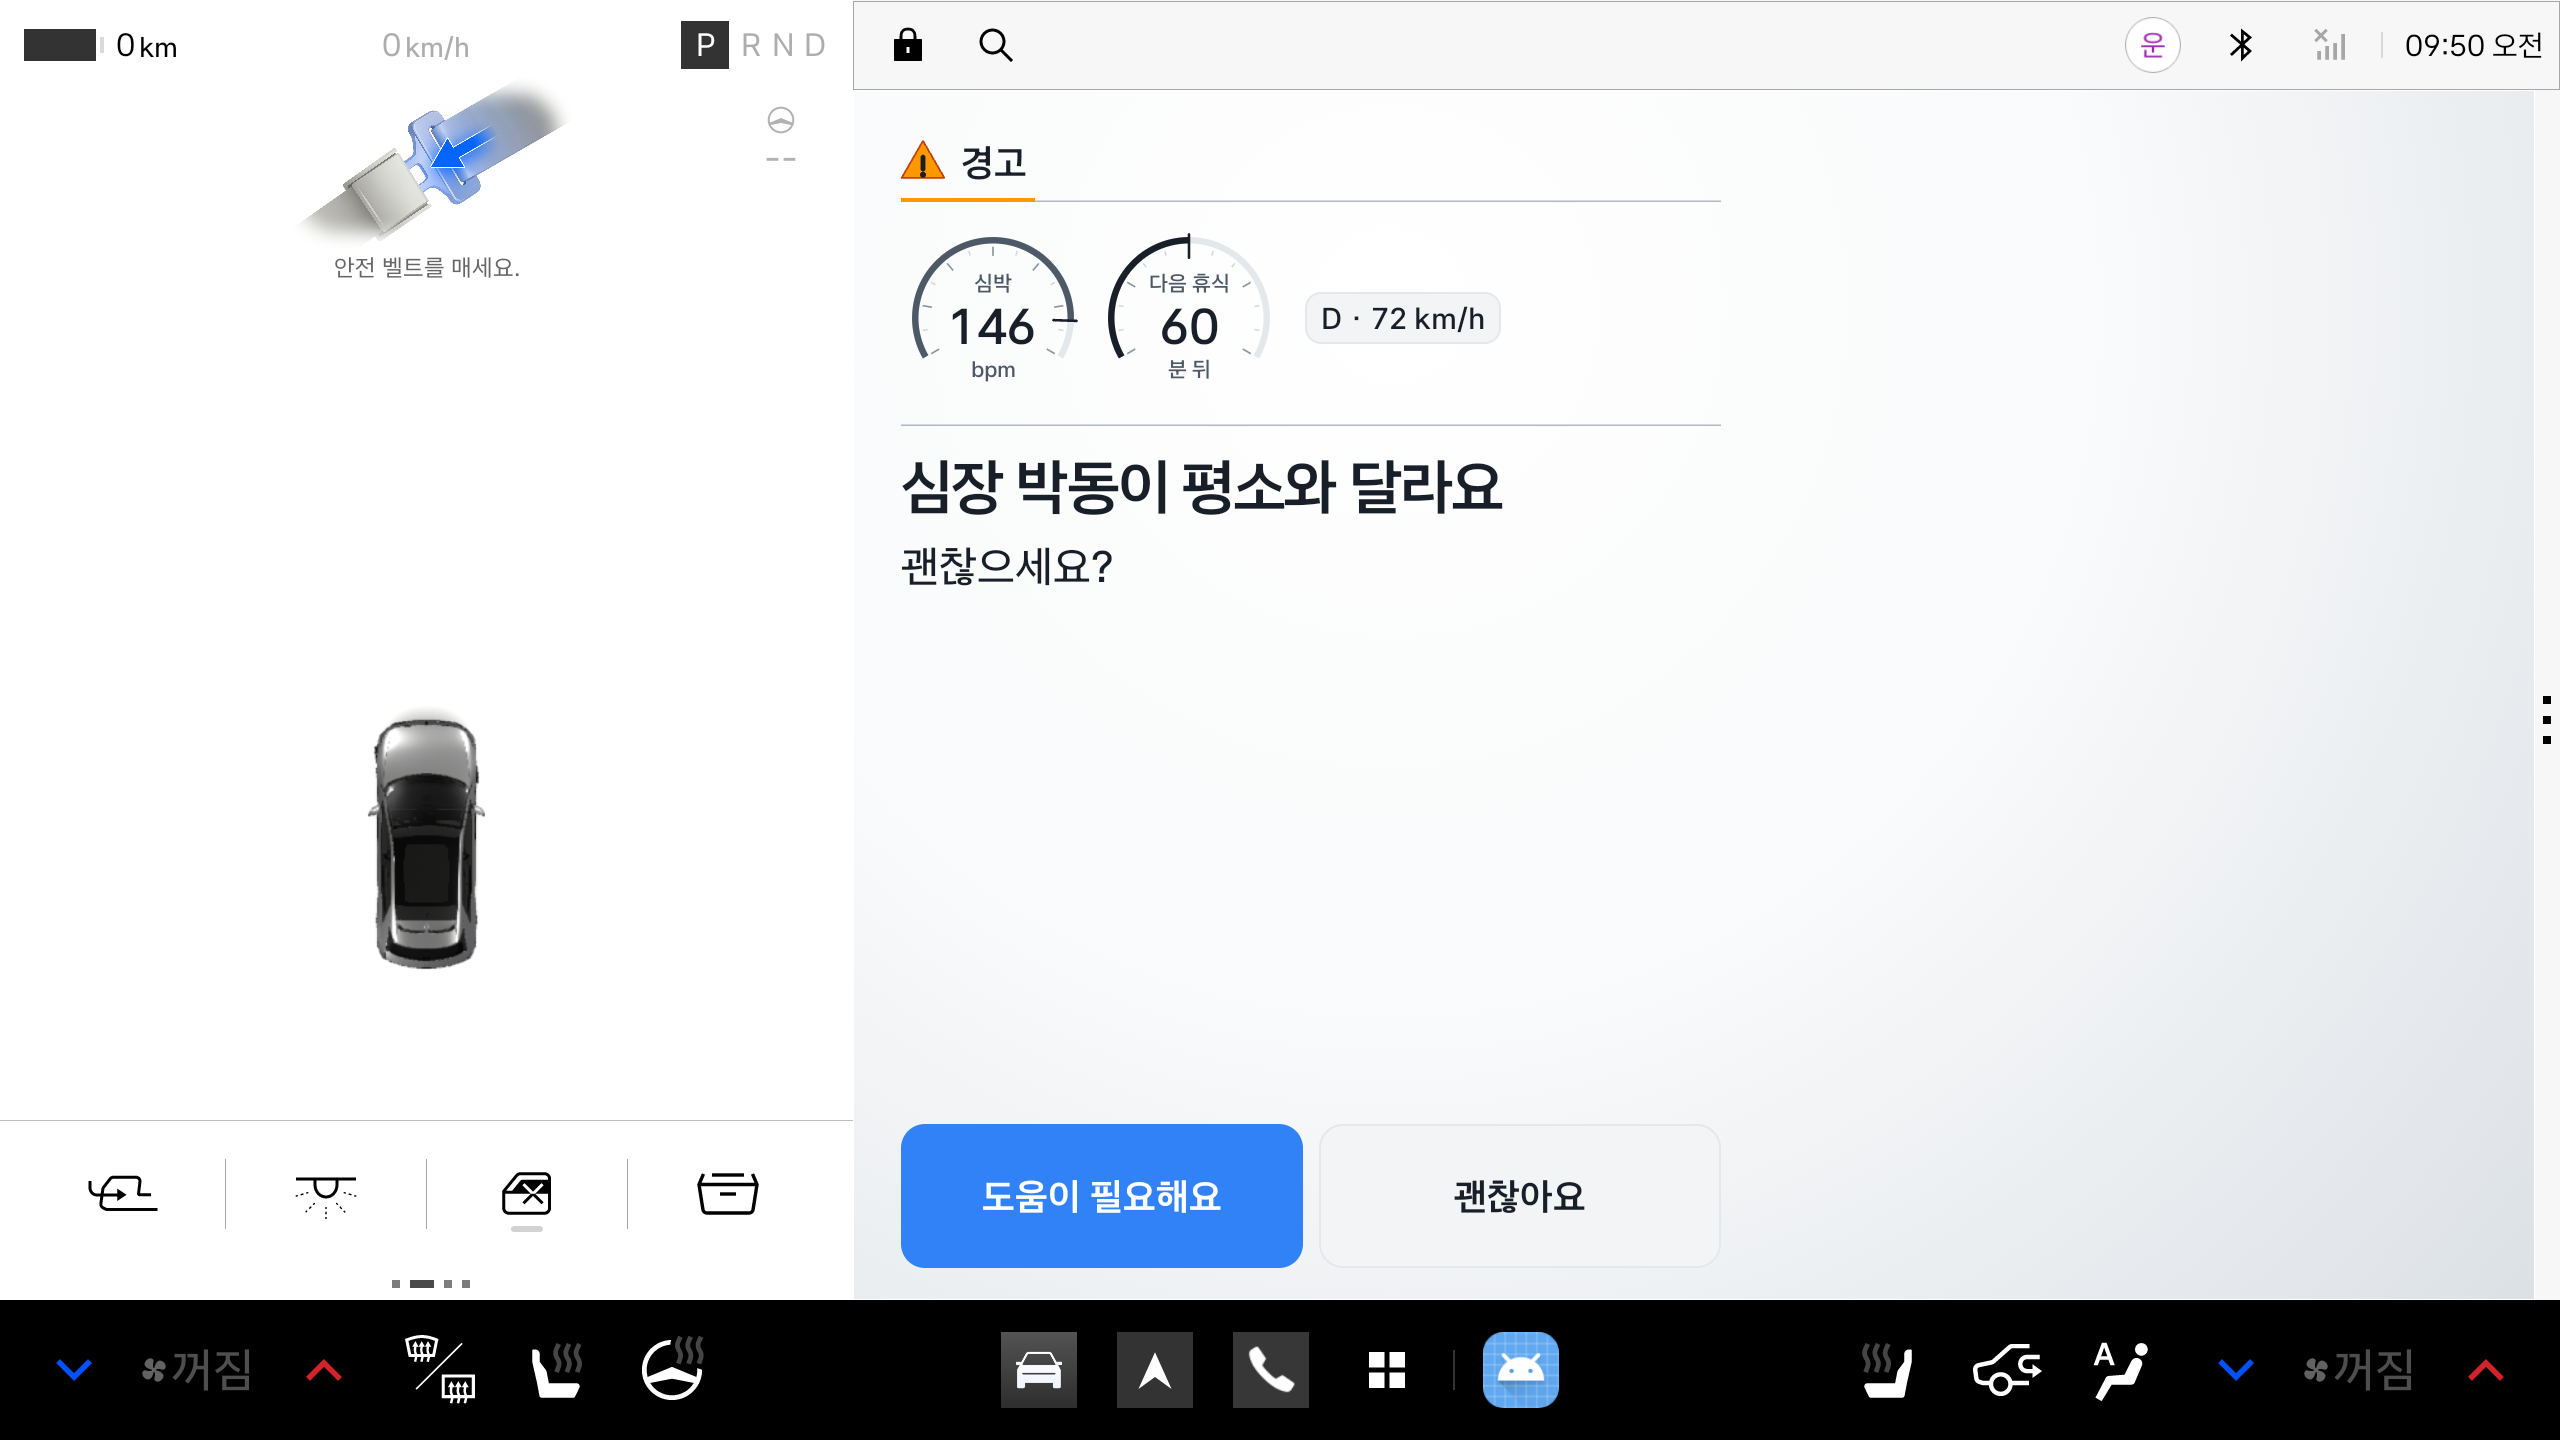 0 km
0 km/h
P R N D
운
09:50 오전
--
안전 벨트를 매세요.
경고
심박
146
bpm
다음 휴식
60
분 뒤
D · 72 km/h
심장 박동이 평소와 달라요
괜찮으세요?
도움이 필요해요
괜찮아요
꺼짐
A
꺼짐